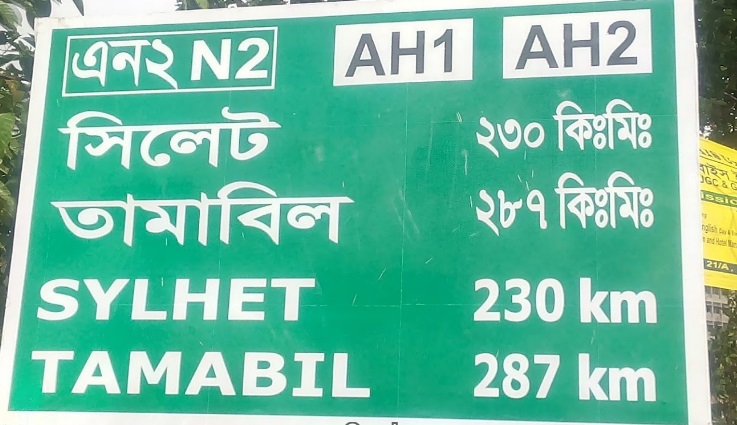 এন২ N2 AH1 AH2
সিলেট ২৩০ কিঃমিঃ
তামাবিল ২৮৭ কিঃমিঃ
SYLHET 230 km
TAMABIL 287 km